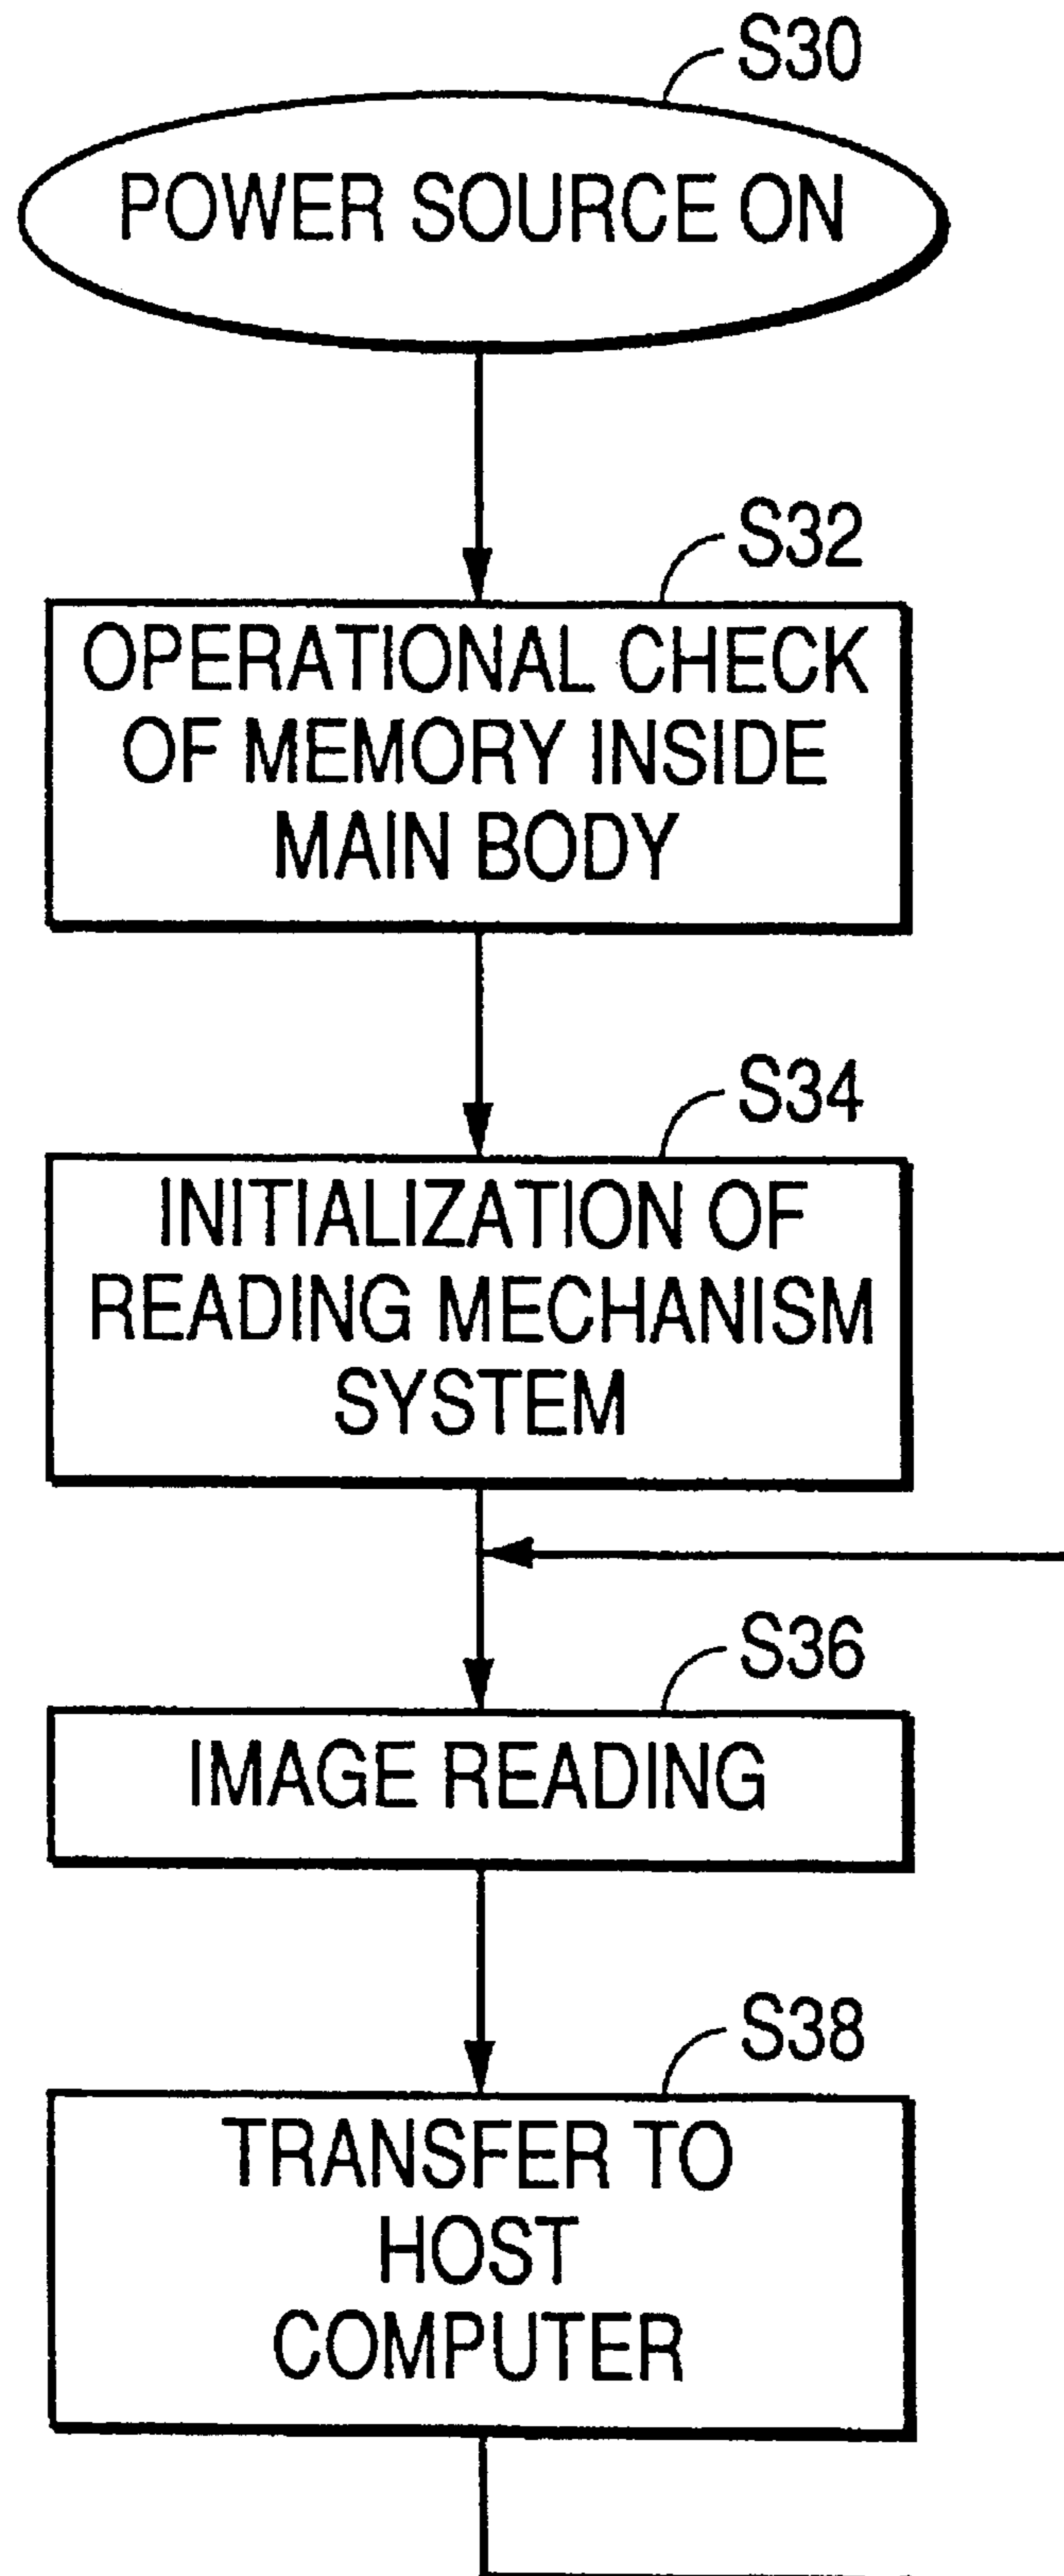 S30
POWER SOURCE ON
S32
OPERATIONAL CHECK
OF MEMORY INSIDE
MAIN BODY
S34
INITIALIZATION OF
READING MECHANISM
SYSTEM
S36
IMAGE READING
S38
TRANSFER TO
HOST
COMPUTER